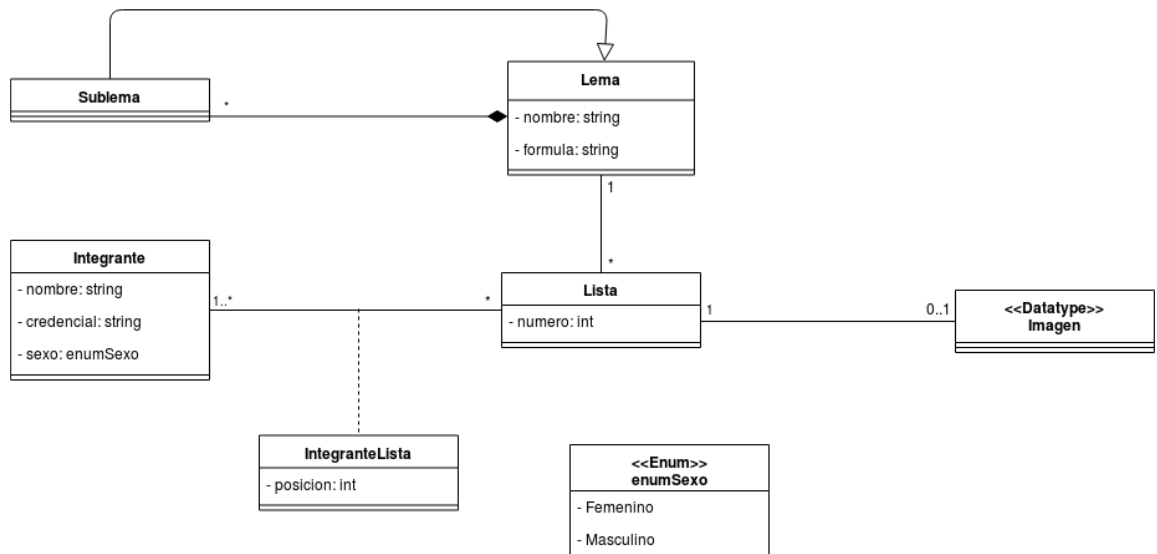 Sublema
*
Lema
- nombre: string
- formula: string
1
*
Integrante
- nombre: string
- credencial: string
- sexo: enumSexo
1..*
*
Lista
- numero: int
1
0..1
<<Datatype>>
Imagen
IntegranteLista
- posicion: int
<<Enum>>
enumSexo
- Femenino
- Masculino